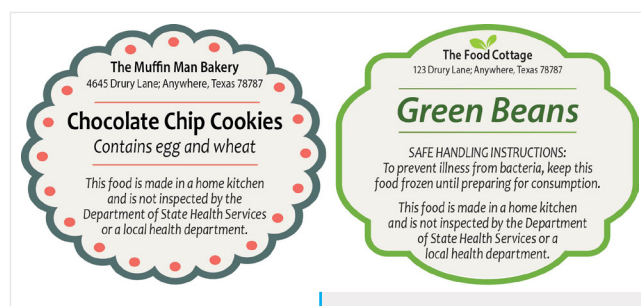 The Muffin Man Bakery
4645 Drury Lane; Anywhere, Texas 78787
Chocolate Chip Cookies
Contains egg and wheat
This food is made in a home kitchen
and is not inspected by the
Department of State Health Services
or a local health department.
The Food Cottage
123 Drury Lane; Anywhere, Texas 78787
Green Beans
SAFE HANDLING INSTRUCTIONS:
To prevent illness from bacteria, keep this
food frozen until preparing for consumption.
This food is made in a home kitchen
and is not inspected by the Department
of State Health Services or a
local health department.